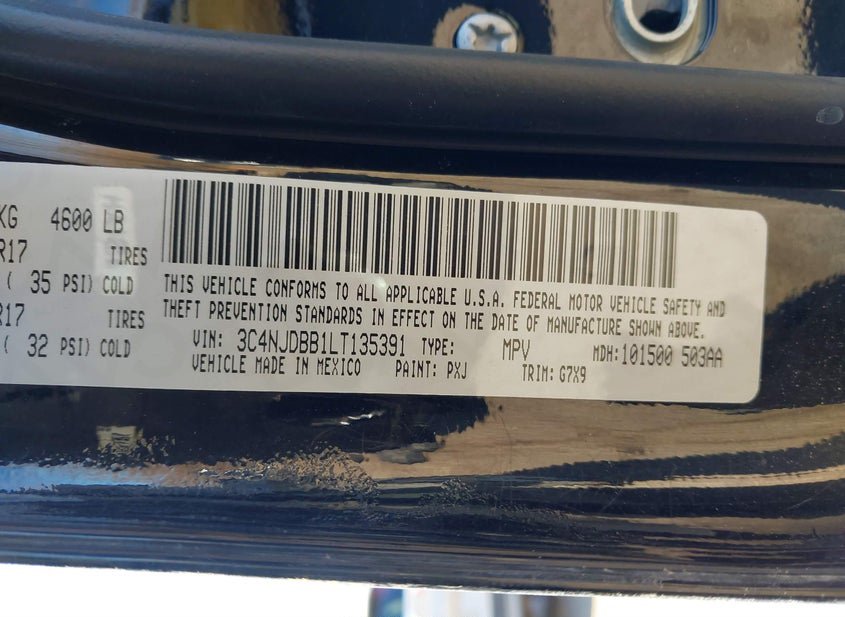 KG 4600 LB
R17 TIRES
( 35 PSI) COLD
R17 TIRES
( 32 PSI) COLD
THIS VEHICLE CONFORMS TO ALL APPLICABLE U.S.A. FEDERAL MOTOR VEHICLE SAFETY AND
THEFT PREVENTION STANDARDS IN EFFECT ON THE DATE OF MANUFACTURE SHOWN ABOVE.
VIN: 3C4NJDBB1LT135391 TYPE: MPV MDH:101500 503AA
VEHICLE MADE IN MEXICO PAINT: PXJ TRIM: G7X9